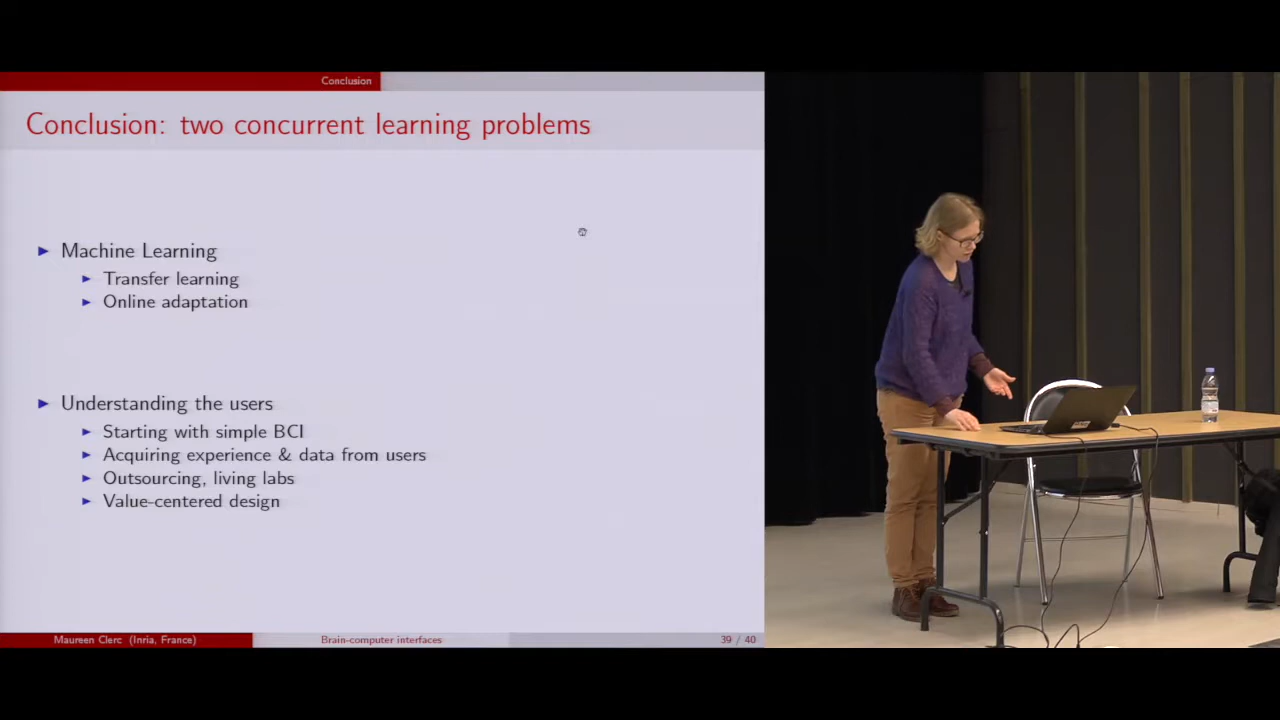 Conclusion
Conclusion: two concurrent learning problems
Machine Learning
Transfer learning
Online adaptation
Understanding the users
Starting with simple BCI
Acquiring experience & data from users
Outsourcing, living labs
Value-centered design
Maureen Clerc (Inria, France)
Brain-computer interfaces
39 / 40